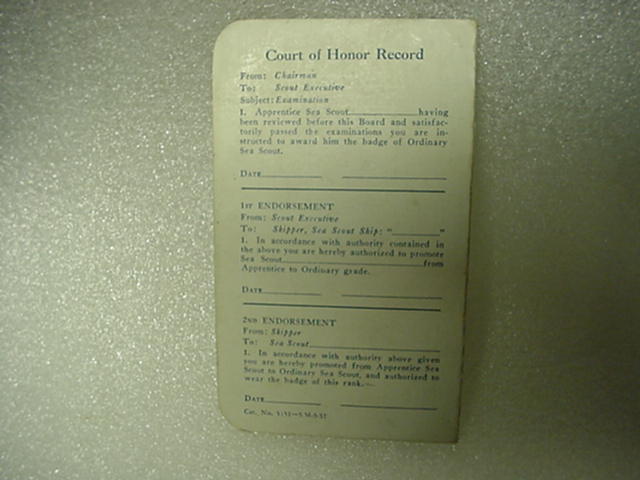 Court of Honor Record
From: Chairman
To: Scout Executive
Subject: Examination
1. Apprentice Sea Scout having
been reviewed before this Board and satisfac-
torily passed the examinations you are in-
structed to award him the badge of Ordinary
Sea Scout.
DATE
1ST ENDORSEMENT
From: Scout Executive
To: Skipper, Sea Scout Ship: " "
1. In accordance with authority contained in
the above you are hereby authorized to promote
Sea Scout from
Apprentice to Ordinary grade.
DATE
2ND ENDORSEMENT
From: Skipper
To: Sea Scout
1. In accordance with authority above given
you are hereby promoted from Apprentice Sea
Scout to Ordinary Sea Scout, and authorized to
wear the badge of this rank.—
DATE
Cat. No.